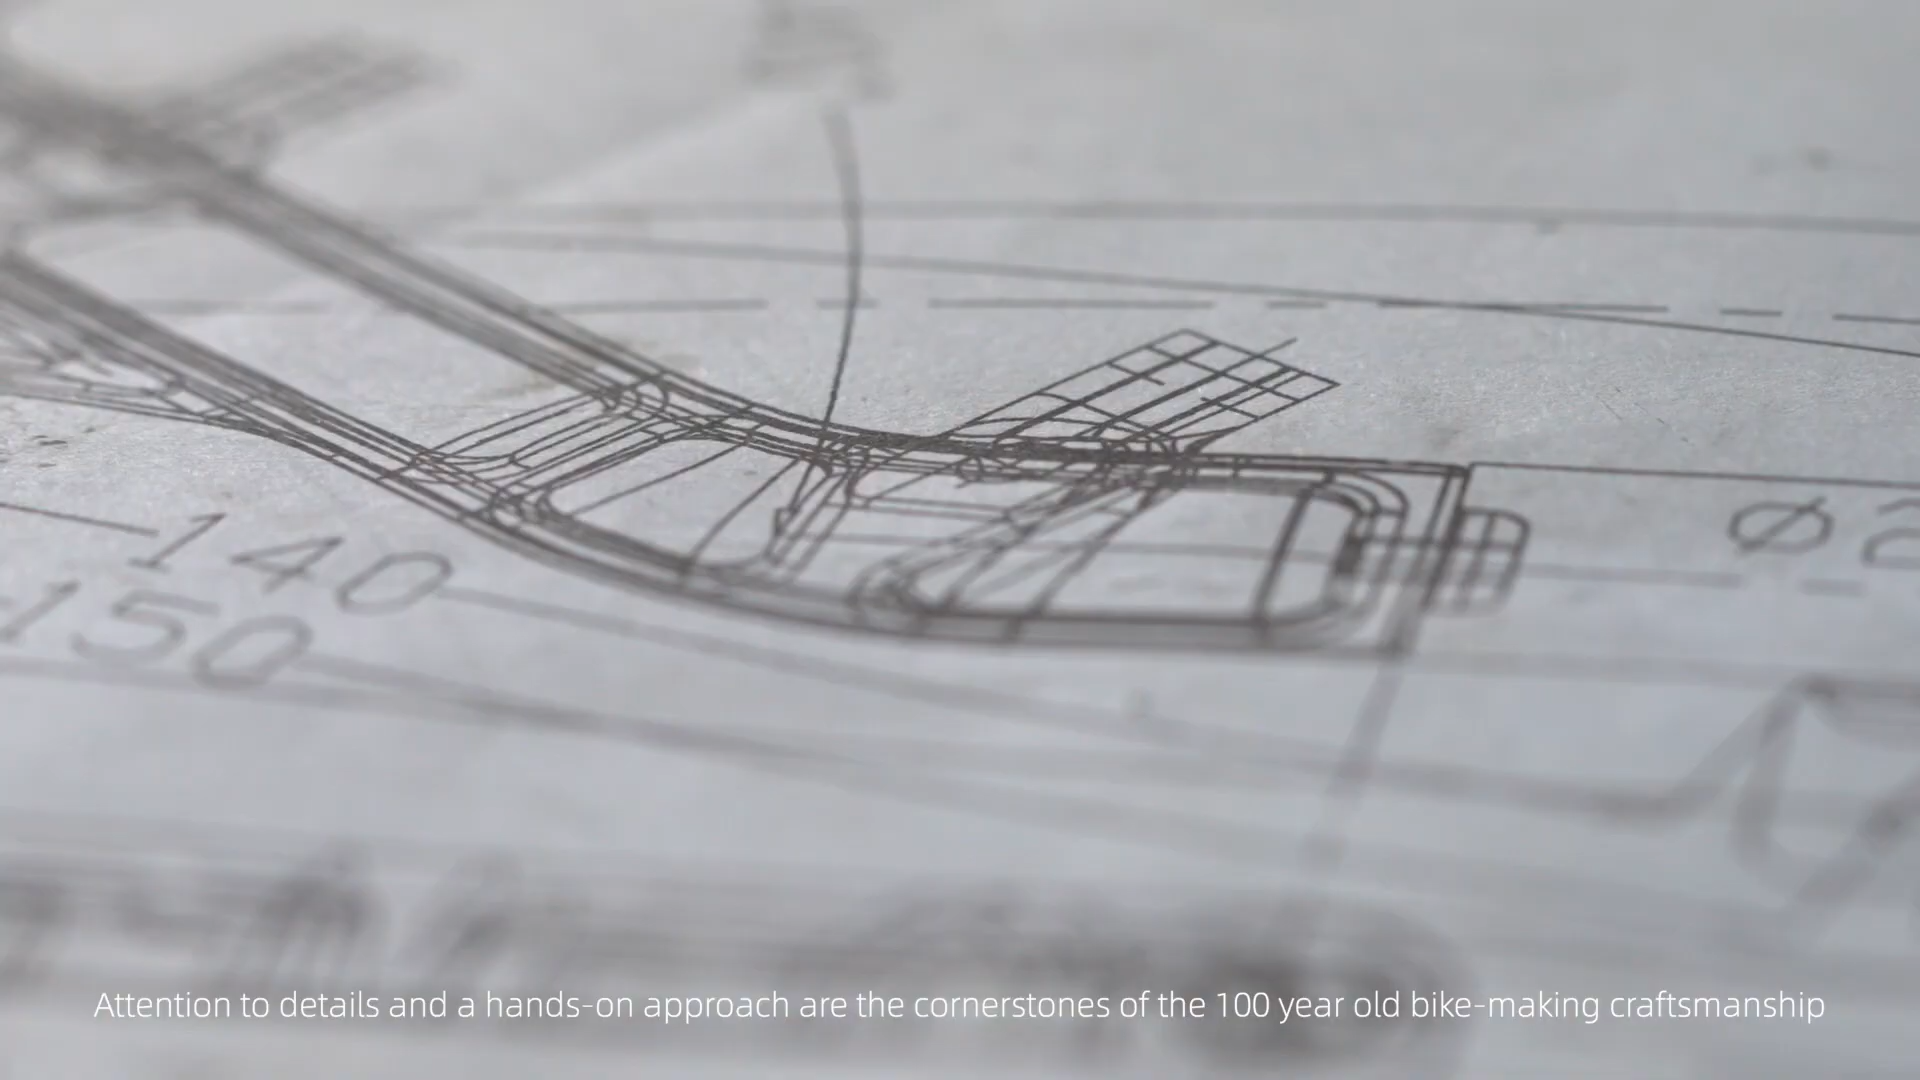 140
150
Ø2
Attention to details and a hands-on approach are the cornerstones of the 100 year old bike-making craftsmanship